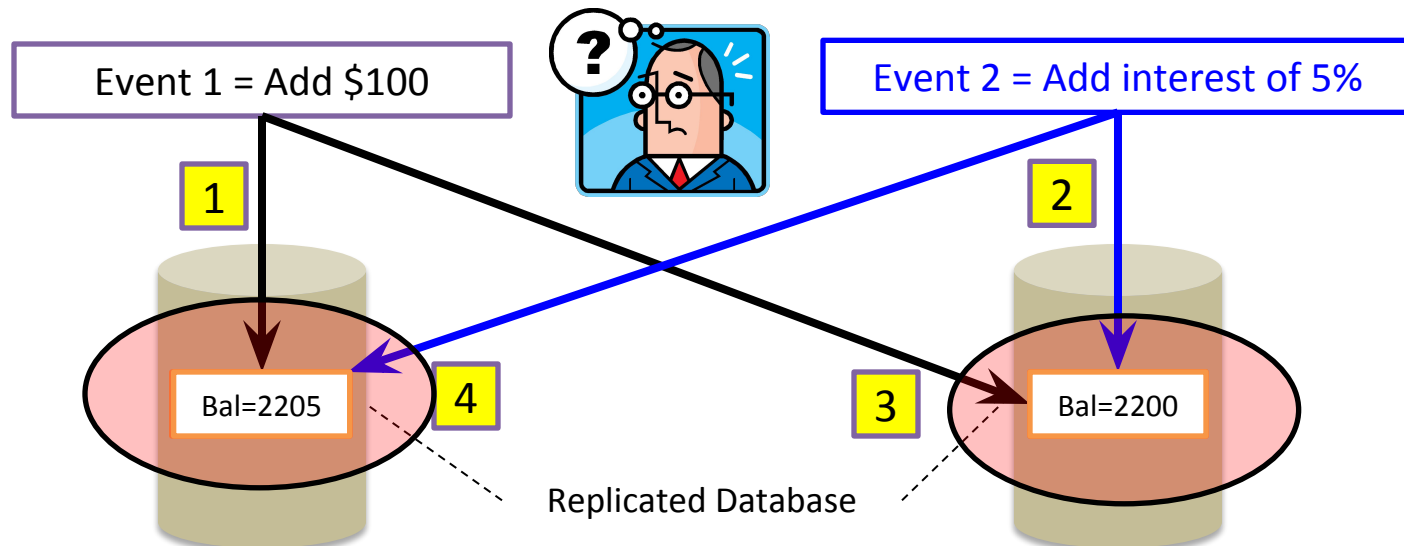 ?
Event 1 = Add $100
Event 2 = Add interest of 5%
1
2
Bal=2205
4
3
Bal=2200
Replicated Database